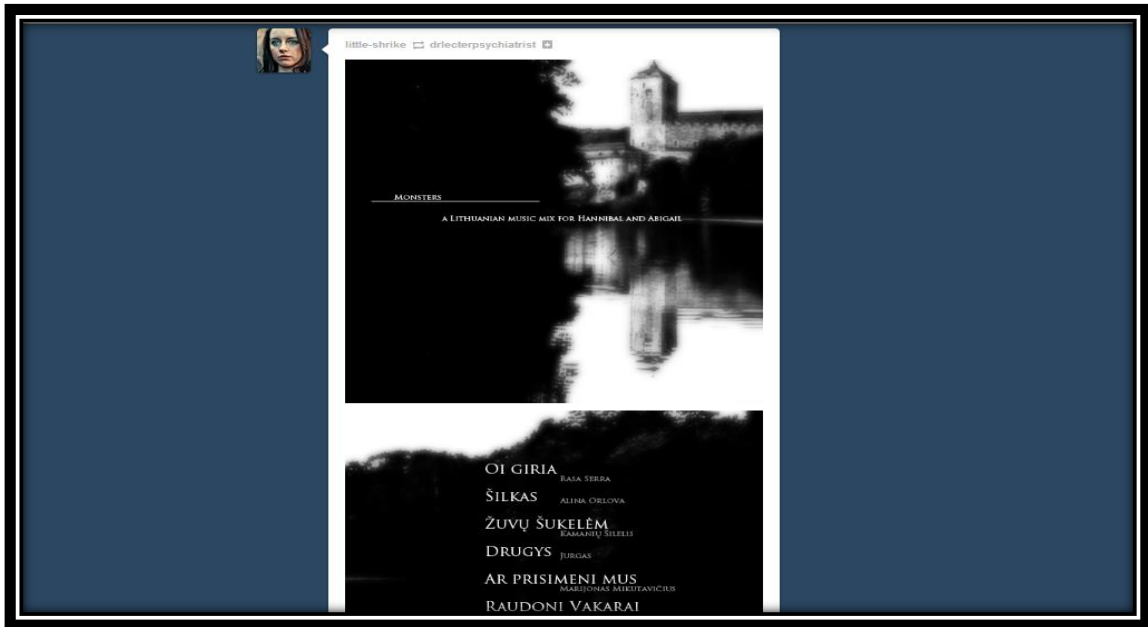 little-shrike drlecterpsychiatrist
Monsters
a Lithuanian music mix for Hannibal and Abigail
Oi giria
Rasa Serra
Šilkas
Alina Orlova
Žuvų Šukelėm
Kamanių Šilelis
Drugys
Jurgas
Ar prisimeni mus
Marijonas Mikutavičius
Raudoni Vakarai